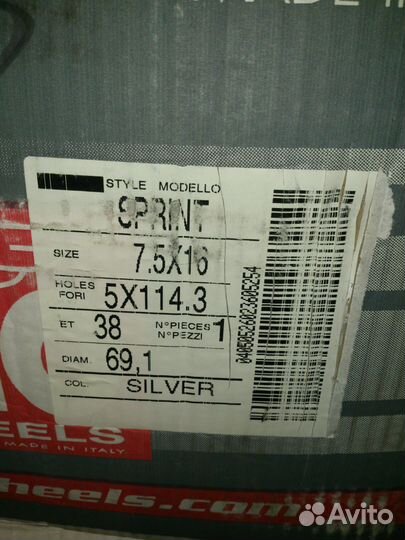 STYLE MODELLO
SPRINT
SIZE 7.5X16
HOLES FORI 5X114.3
ET 38 N°PIECES N°PEZZI 1
DIAM. 69,1
COL. SILVER
EELS
MADE IN ITALY
heels.com
Avito